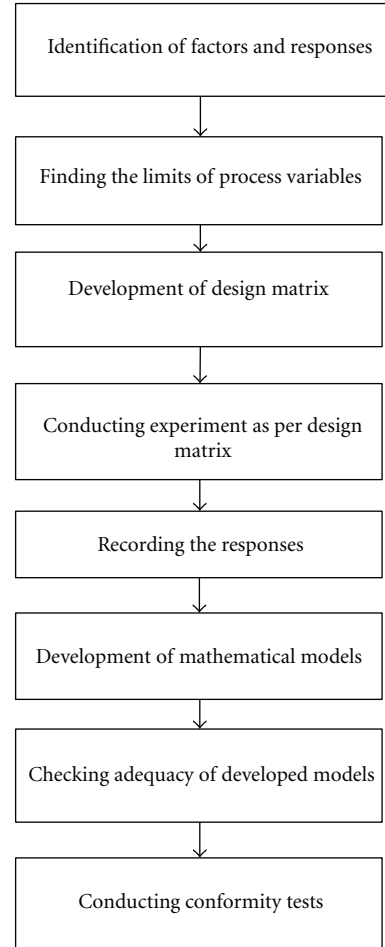 Identification of factors and responses
Finding the limits of process variables
Development of design matrix
Conducting experiment as per design
matrix
Recording the responses
Development of mathematical models
Checking adequacy of developed models
Conducting conformity tests